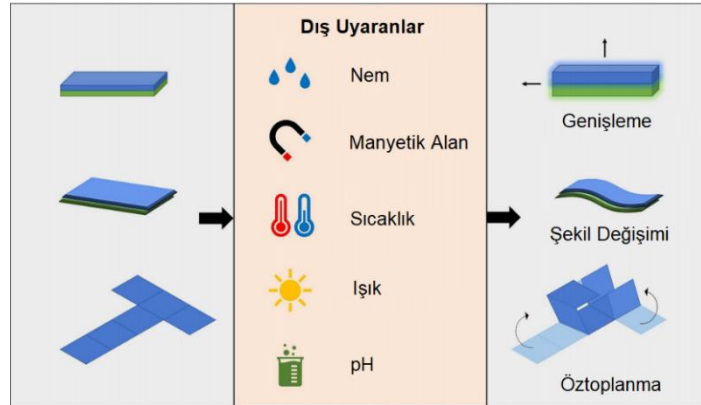 Dış Uyaranlar
Nem
Manyetik Alan
Sıcaklık
Işık
pH
Genişleme
Şekil Değişimi
Öztoplanma